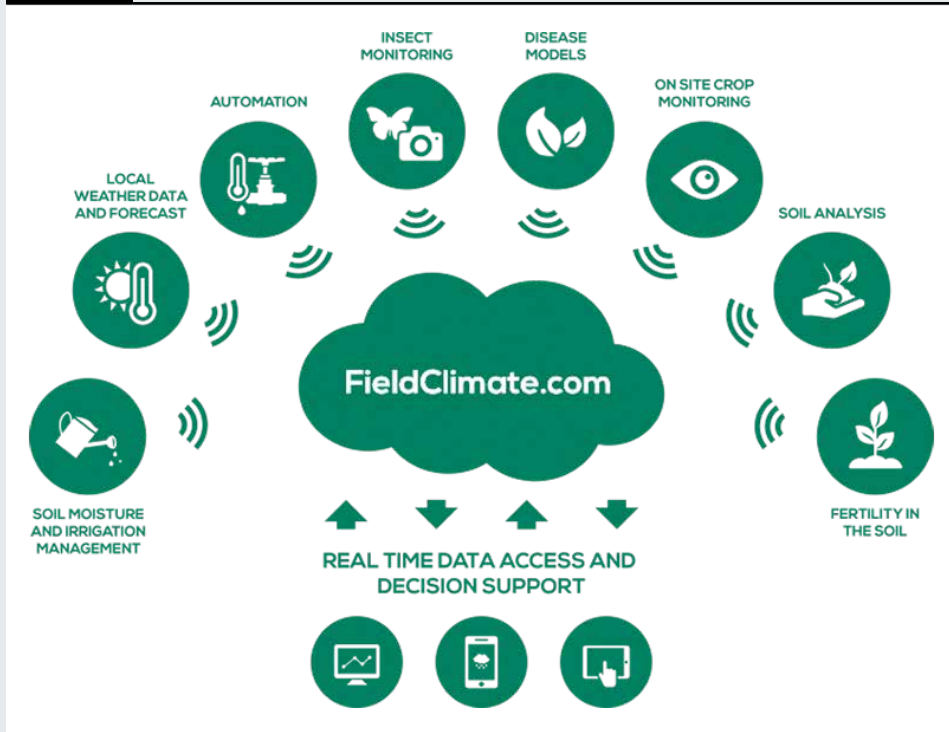 INSECT
MONITORING
DISEASE
MODELS
ON SITE CROP
MONITORING
AUTOMATION
LOCAL
WEATHER DATA
AND FORECAST
SOIL ANALYSIS
FieldClimate.com
SOIL MOISTURE
AND IRRIGATION
MANAGEMENT
FERTILITY IN
THE SOIL
REAL TIME DATA ACCESS AND
DECISION SUPPORT